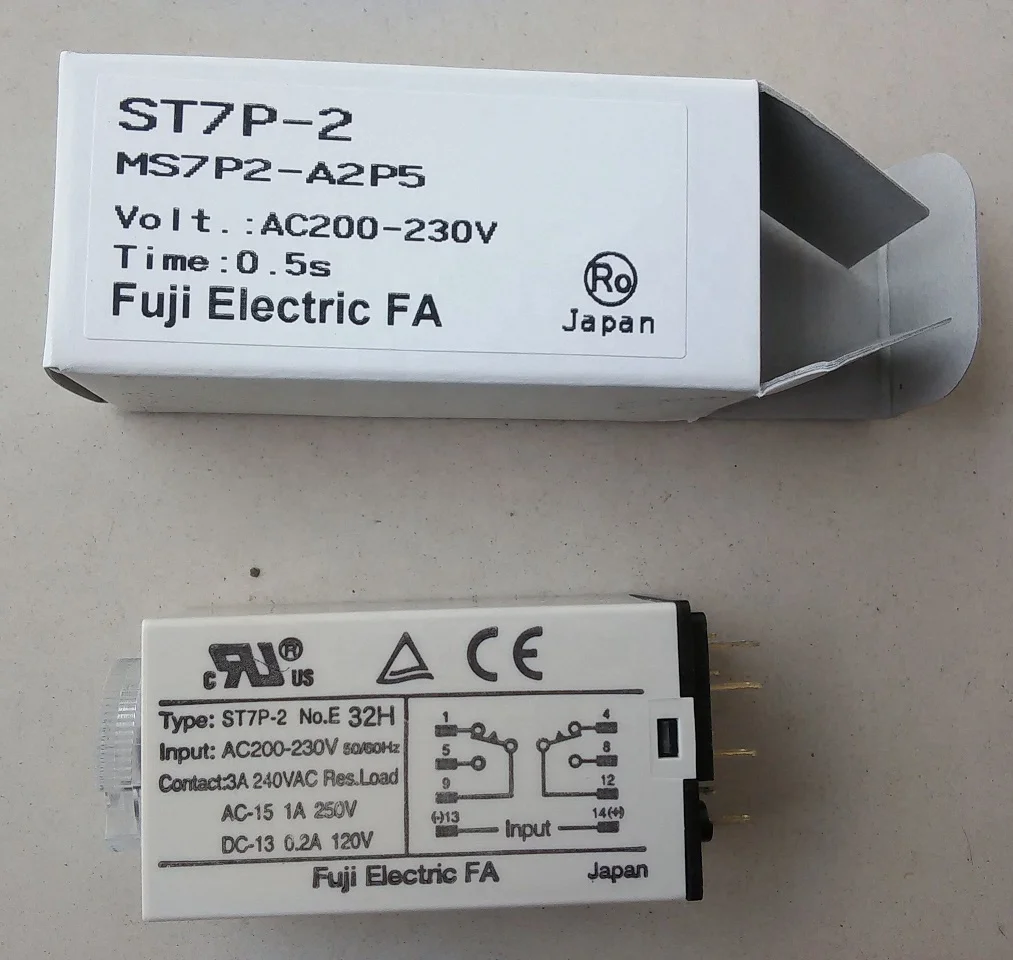 ST7P-2
MS7P2-A2P5
Volt.:AC200-230V
Time:0.5s
Fuji Electric FA
Ro
Japan
c RU ® US
CE
Type: ST7P-2 No.E 32H
Input: AC200-230V 50/60Hz
Contact:3A 240VAC Res.Load
AC-15 1A 250V
DC-13 0.2A 120V
1 4
5 8
9 12
(-)13 Input 14(+)
Fuji Electric FA Japan